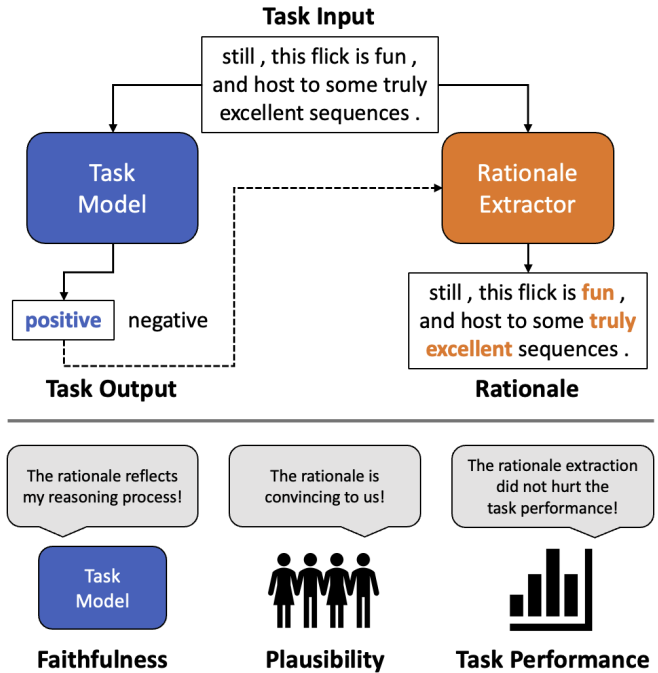 Task Input
still , this flick is fun ,
and host to some truly
excellent sequences .
Task
Model
Rationale
Extractor
positive negative
Task Output
still , this flick is fun ,
and host to some truly
excellent sequences .
Rationale
The rationale reflects
my reasoning process!
The rationale is
convincing to us!
The rationale extraction
did not hurt the
task performance!
Task
Model
Faithfulness
Plausibility
Task Performance